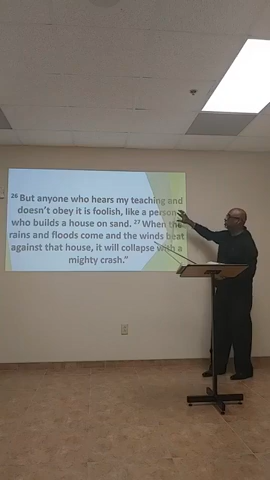 26 But anyone who hears my teaching and
doesn't obey it is foolish, like a person
who builds a house on sand. 27 When the
rains and floods come and the winds beat
against that house, it will collapse with a
mighty crash."